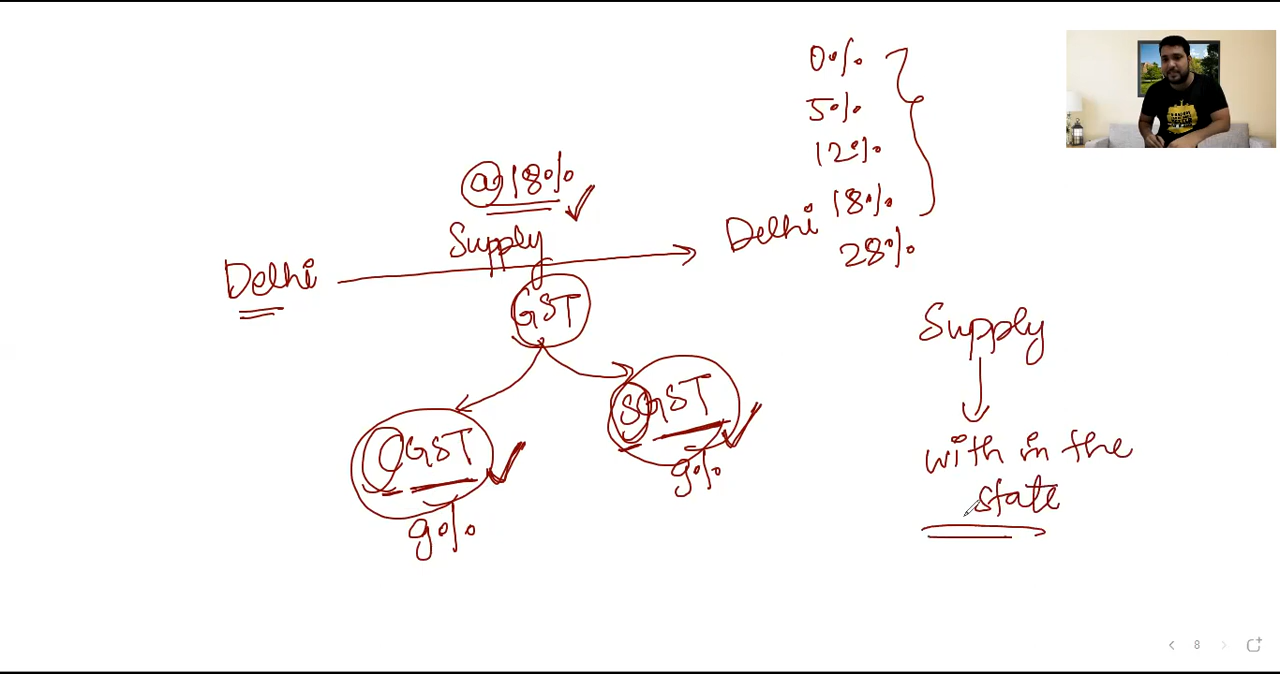 0%
5%
12%
18%
28%
@18%
Supply
Delhi
Delhi
GST
CGST
9%
SGST
9%
Supply
with in the
state
8